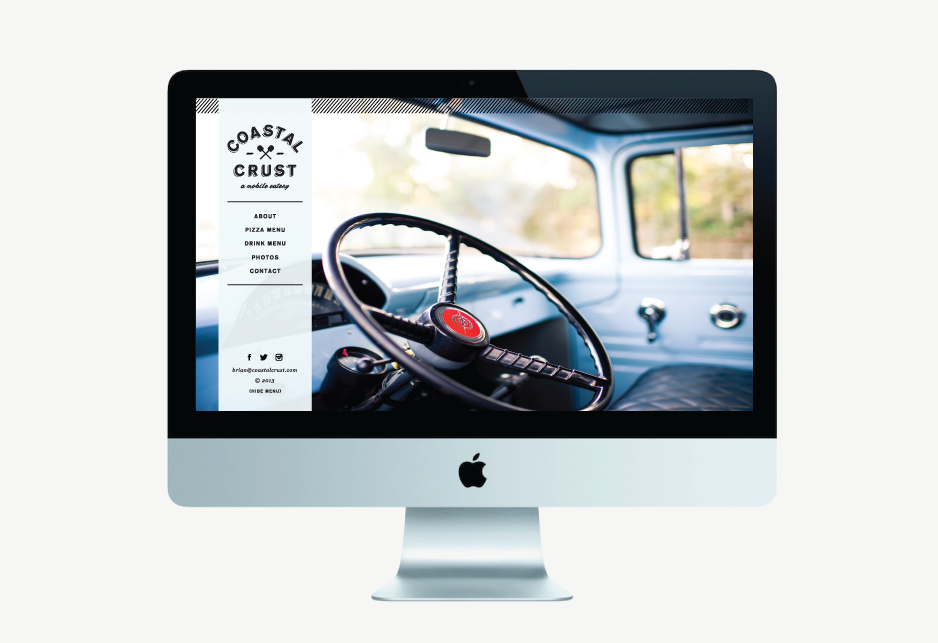 COASTAL
CRUST
a mobile eatery
ABOUT
PIZZA MENU
DRINK MENU
PHOTOS
CONTACT
brian@coastalcrust.com
© 2013
(HIDE MENU)